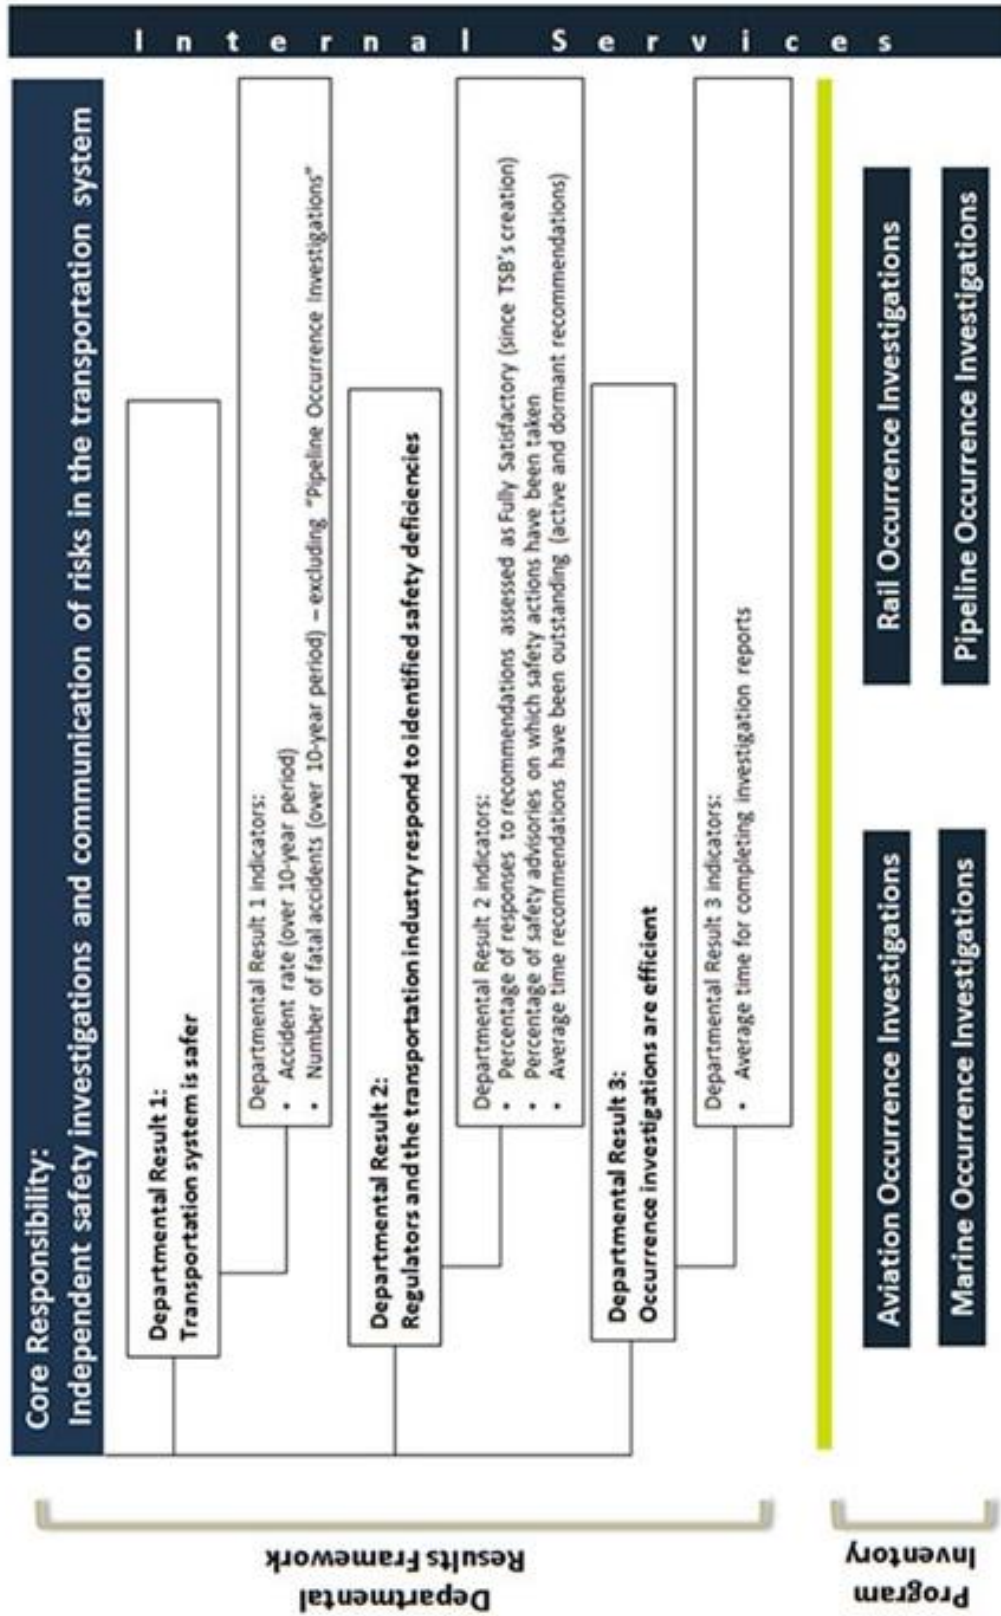 Core Responsibility:
Independent safety investigations and communication of risks in the transportation system
Departmental
Results Framework
Departmental Result 1:
Transportation system is safer
Departmental Result 1 indicators:
• Accident rate (over 10-year period)
• Number of fatal accidents (over 10-year period) – excluding "Pipeline Occurrence Investigations"
Departmental Result 2:
Regulators and the transportation industry respond to identified safety deficiencies
Departmental Result 2 indicators:
• Percentage of responses to recommendations assessed as Fully Satisfactory (since TSB's creation)
• Percentage of safety advisories on which safety actions have been taken
• Average time recommendations have been outstanding (active and dormant recommendations)
Departmental Result 3:
Occurrence investigations are efficient
Departmental Result 3 indicators:
• Average time for completing investigation reports
Program
Inventory
Aviation Occurrence Investigations
Rail Occurrence Investigations
Marine Occurrence Investigations
Pipeline Occurrence Investigations
Internal Services